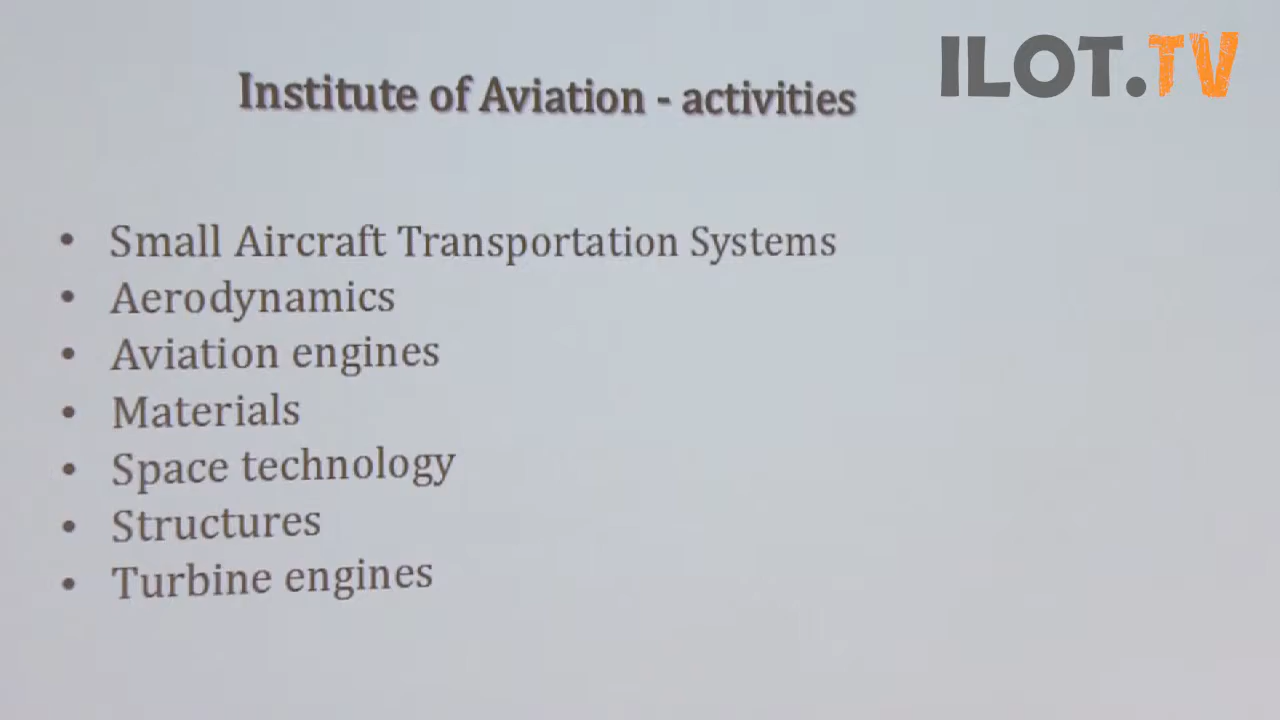 ILOT.TV
Institute of Aviation - activities
• Small Aircraft Transportation Systems
• Aerodynamics
• Aviation engines
• Materials
• Space technology
• Structures
• Turbine engines